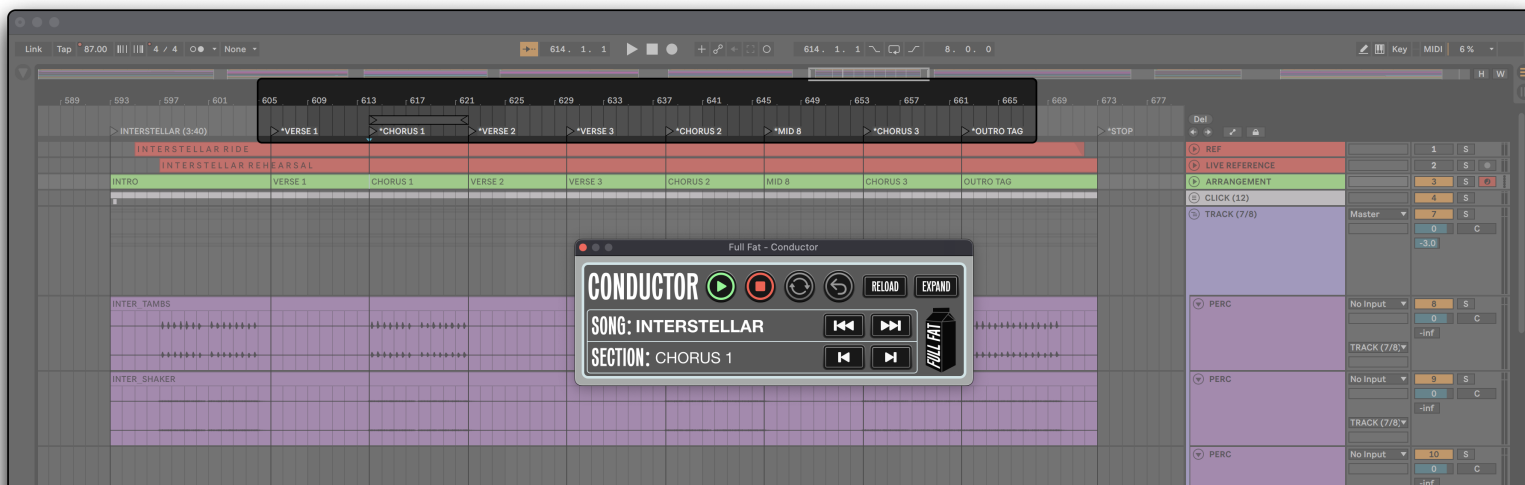 Link Tap 87.00 4 / 4 None 614. 1. 1 614. 1. 1 8. 0. 0 Key MIDI 6 %
H W
589 593 597 601 605 609 613 617 621 625 629 633 637 641 645 649 653 657 661 665 669 673 677
Del
INTERSTELLAR (3:40) *VERSE 1 *CHORUS 1 *VERSE 2 *VERSE 3 *CHORUS 2 *MID 8 *CHORUS 3 *OUTRO TAG *STOP
INTERSTELLAR RIDE REF 1 S
INTERSTELLAR REHEARSAL LIVE REFERENCE 2 S
INTRO VERSE 1 CHORUS 1 VERSE 2 VERSE 3 CHORUS 2 MID 8 CHORUS 3 OUTRO TAG ARRANGEMENT 3 S
CLICK (12) 4 S
TRACK (7/8) Master 7 S
0 C
-3.0
Full Fat - Conductor
CONDUCTOR RELOAD EXPAND
SONG: INTERSTELLAR
SECTION: CHORUS 1
FULL FAT
INTER_TAMBS PERC No Input 8 S
0 C
-inf
TRACK (7/8)
INTER_SHAKER PERC No Input 9 S
0 C
-inf
TRACK (7/8)
PERC No Input 10 S
0 C
-inf